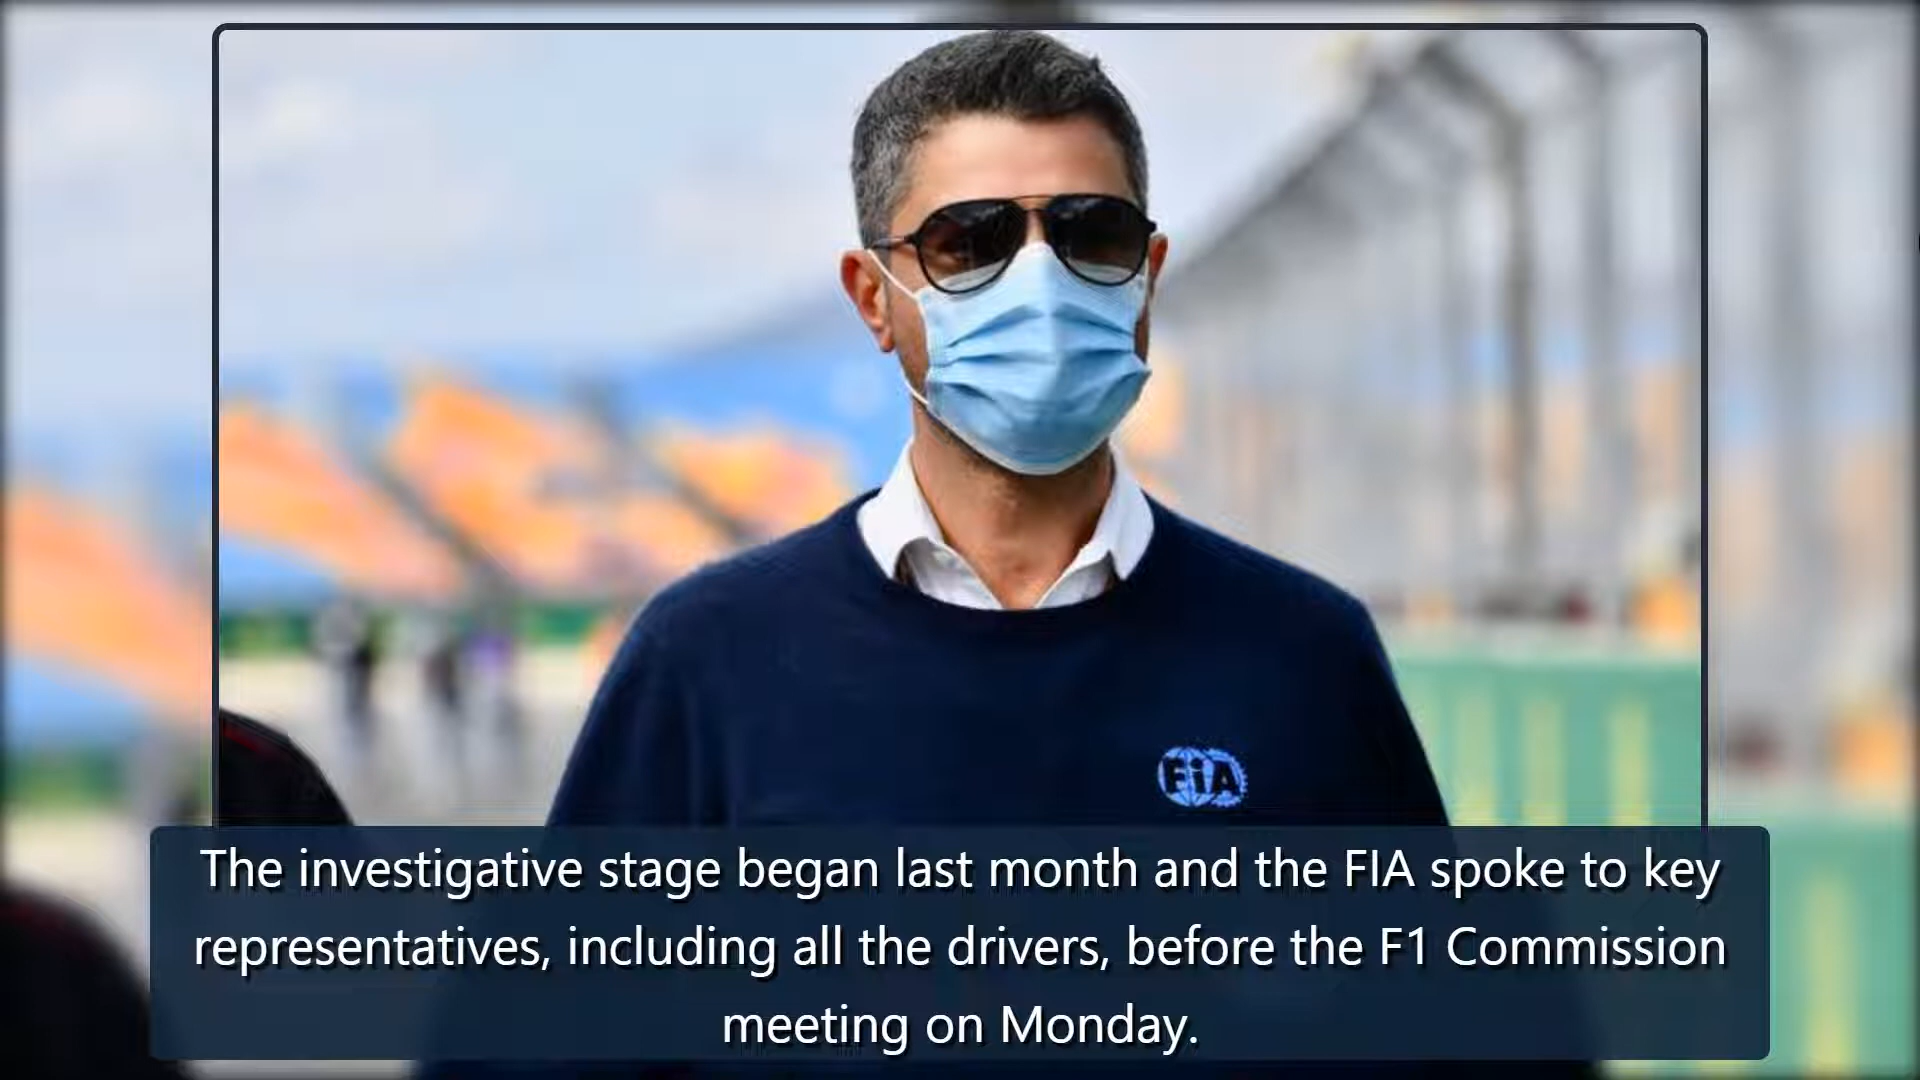 FiA
The investigative stage began last month and the FIA spoke to key
representatives, including all the drivers, before the F1 Commission
meeting on Monday.